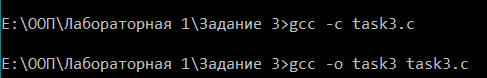 E:\ООП\Лабораторная 1\Задание 3>gcc -c task3.c
E:\ООП\Лабораторная 1\Задание 3>gcc -o task3 task3.c